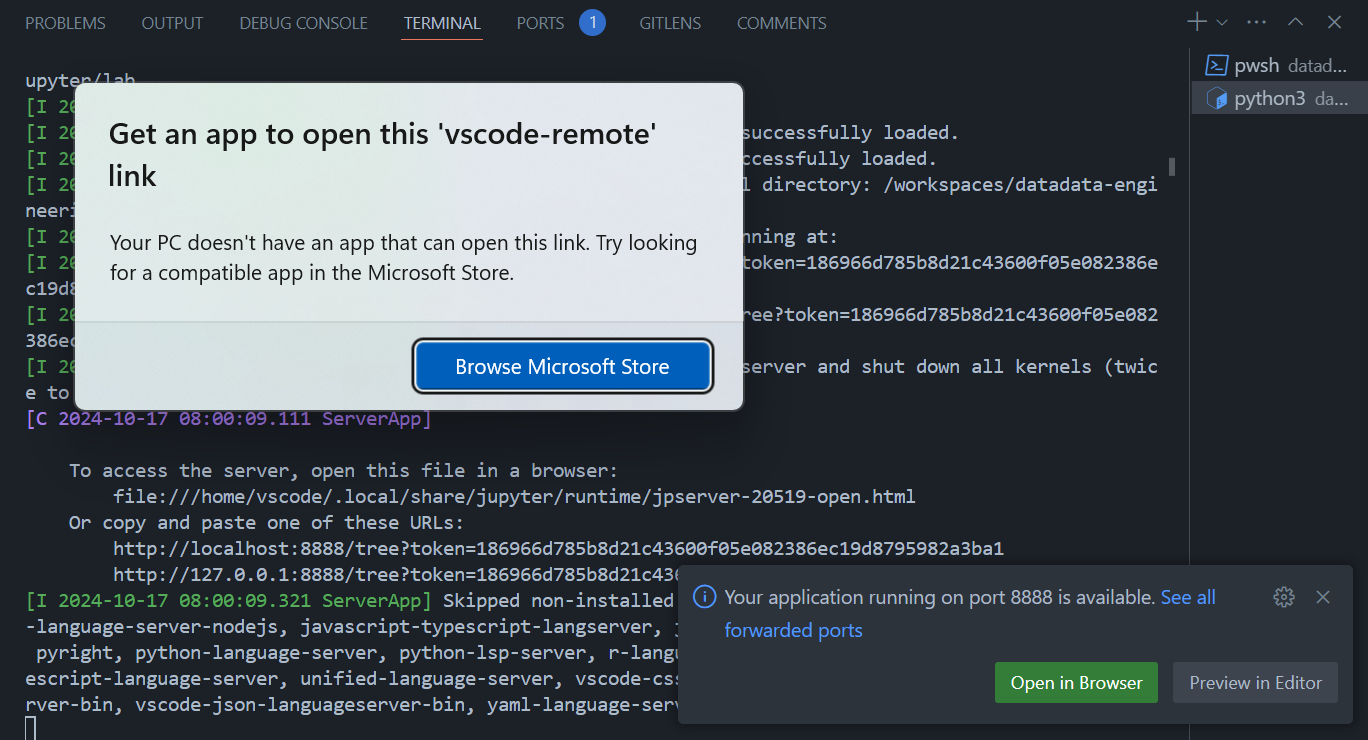 PROBLEMS OUTPUT DEBUG CONSOLE TERMINAL PORTS 1 GITLENS COMMENTS
pwsh datad...
python3 da...
upyter/lab
[I 20
[I 20 successfully loaded.
[I 20 ccessfully loaded.
[I 20 l directory: /workspaces/datadata-engi
neeri
[I 20 nning at:
[I 20 token=186966d785b8d21c43600f05e082386e
c19d8
[I 20 ree?token=186966d785b8d21c43600f05e082
386ec
[I 20 server and shut down all kernels (twic
e to
Get an app to open this 'vscode-remote'
link
Your PC doesn't have an app that can open this link. Try looking
for a compatible app in the Microsoft Store.
Browse Microsoft Store
[C 2024-10-17 08:00:09.111 ServerApp]
To access the server, open this file in a browser:
file:///home/vscode/.local/share/jupyter/runtime/jpserver-20519-open.html
Or copy and paste one of these URLs:
http://localhost:8888/tree?token=186966d785b8d21c43600f05e082386ec19d8795982a3ba1
http://127.0.0.1:8888/tree?token=186966d785b8d21c436
[I 2024-10-17 08:00:09.321 ServerApp] Skipped non-installed
-language-server-nodejs, javascript-typescript-langserver,
pyright, python-language-server, python-lsp-server, r-langu
escript-language-server, unified-language-server, vscode-css
rver-bin, vscode-json-languageserver-bin, yaml-language-serv
Your application running on port 8888 is available. See all
forwarded ports
Open in Browser Preview in Editor